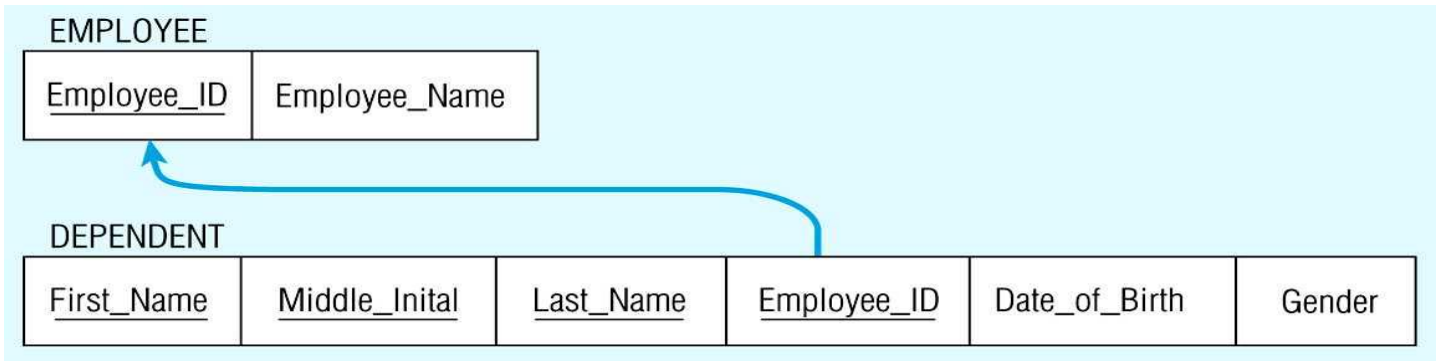 EMPLOYEE
Employee_ID Employee_Name
DEPENDENT
First_Name Middle_Inital Last_Name Employee_ID Date_of_Birth Gender